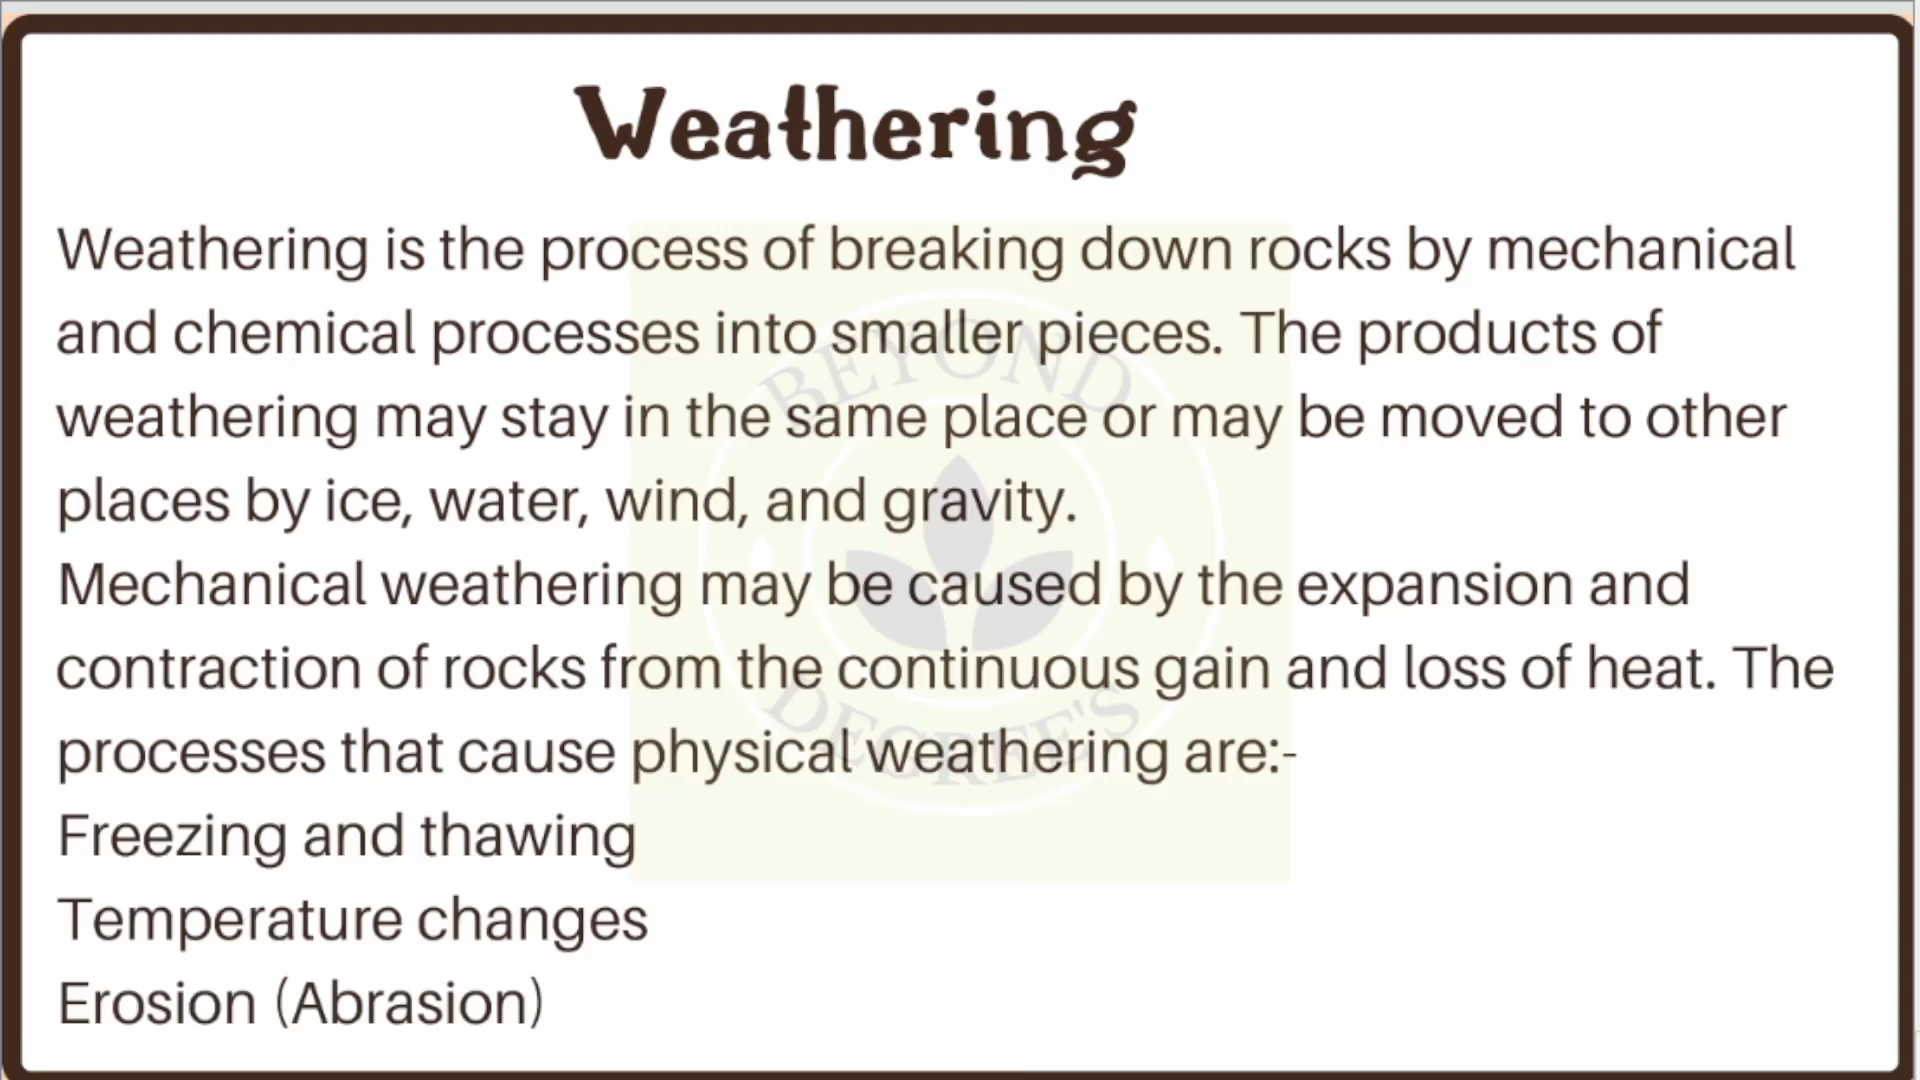 Weathering
Weathering is the process of breaking down rocks by mechanical
and chemical processes into smaller pieces. The products of
weathering may stay in the same place or may be moved to other
places by ice, water, wind, and gravity.
Mechanical weathering may be caused by the expansion and
contraction of rocks from the continuous gain and loss of heat. The
processes that cause physical weathering are:-
Freezing and thawing
Temperature changes
Erosion (Abrasion)
BEYOND
DEGREE'S